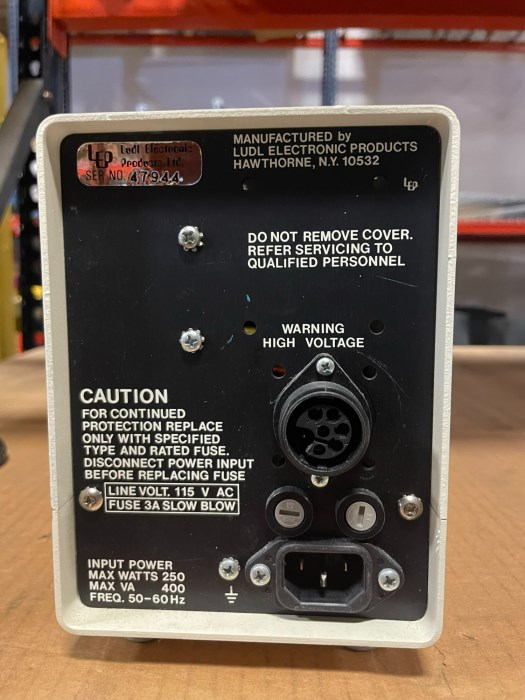 LEP Ludl Electronic
Products Ltd.
SER NO. 4794A
MANUFACTURED by
LUDL ELECTRONIC PRODUCTS
HAWTHORNE, N.Y. 10532
LEP
DO NOT REMOVE COVER.
REFER SERVICING TO
QUALIFIED PERSONNEL
WARNING
HIGH VOLTAGE
CAUTION
FOR CONTINUED
PROTECTION REPLACE
ONLY WITH SPECIFIED
TYPE AND RATED FUSE.
DISCONNECT POWER INPUT
BEFORE REPLACING FUSE
LINE VOLT. 115 V AC
FUSE 3A SLOW BLOW
INPUT POWER
MAX WATTS 250
MAX VA 400
FREQ. 50-60Hz